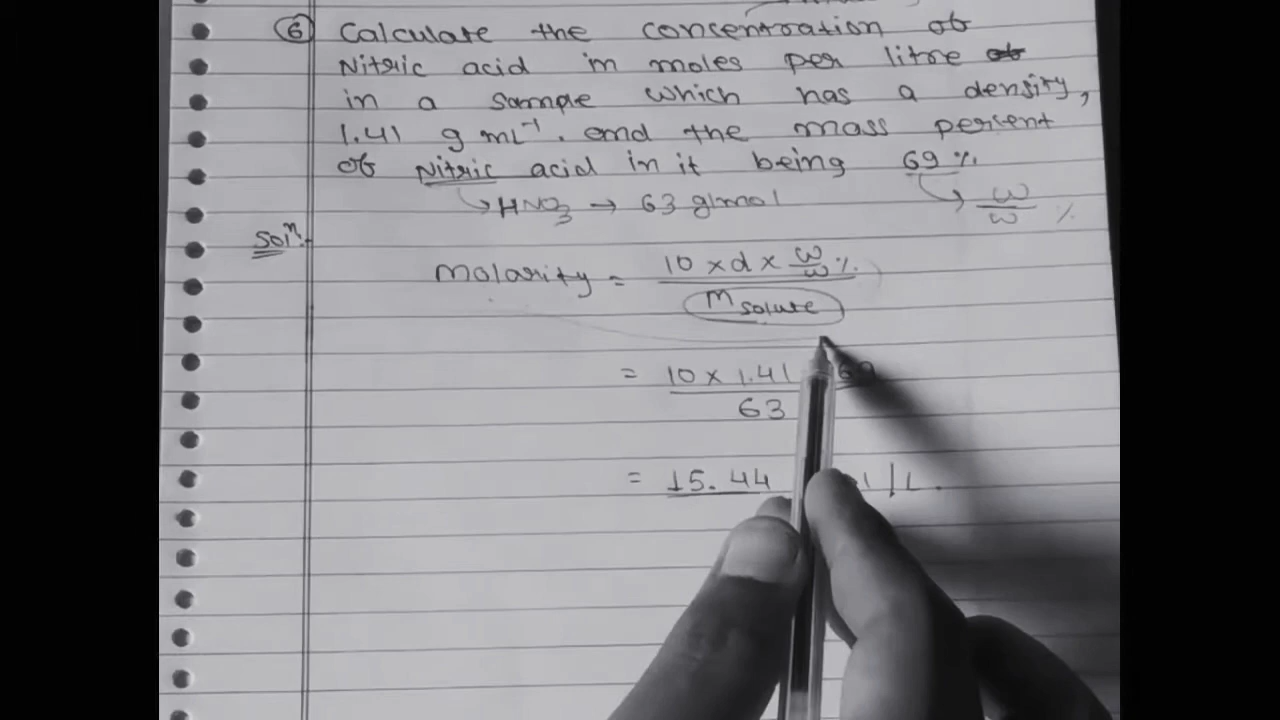 6 Calculate the concentration of
Nitric acid in moles per litre
in a sample which has a density,
1.41 g mL⁻¹. and the mass percent
of Nitric acid in it being 69 %.
↳ HNO₃ → 63 g/mol ↳ w/w %
Solⁿ.
Molarity = 10 × d × w/w % / M solute
= 10 × 1.41 69 / 63
= 15.44 l / L.